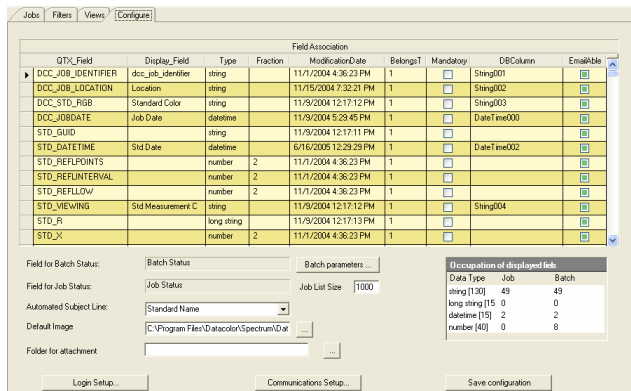 Jobs Filters Views Configure
Field Association
QTX_Field Display_Field Type Fraction ModificationDate BelongsT Mandatory DBColumn EmailAble
DCC_JOB_IDENTIFIER dcc_job_identifier string 11/1/2004 4:36:23 PM 1 String001
DCC_JOB_LOCATION Location string 11/15/2004 7:32:21 PM 1 String002
DCC_STD_RGB Standard Color string 11/9/2004 12:17:12 PM 1 String003
DCC_JOBDATE Job Date datetime 11/9/2004 5:29:45 PM 1 DateTime000
STD_GUID string 11/9/2004 12:17:11 PM 1
STD_DATETIME Std Date datetime 6/16/2005 12:29:29 PM 1 DateTime002
STD_REFLPOINTS number 2 11/1/2004 4:36:23 PM 1
STD_REFLINTERVAL number 2 11/1/2004 4:36:23 PM 1
STD_REFLLOW number 2 11/1/2004 4:36:23 PM 1
STD_VIEWING Std Measurement C string 11/9/2004 12:17:12 PM 1 String004
STD_R long string 11/9/2004 12:17:13 PM 1
STD_X number 2 11/1/2004 4:36:23 PM 1
Field for Batch Status: Batch Status Batch parameters ...
Field for Job Status: Job Status Job List Size 1000
Automated Subject Line: Standard Name
Default Image C:\Program Files\Datacolor\Spectrum\Dat ...
Folder for attachment ...
Occupation of displayed fiels
Data Type Job Batch
string [130] 49 49
long string [15 0 0
datetime [15] 2 2
number [40] 0 8
Login Setup... Communications Setup... Save configuration